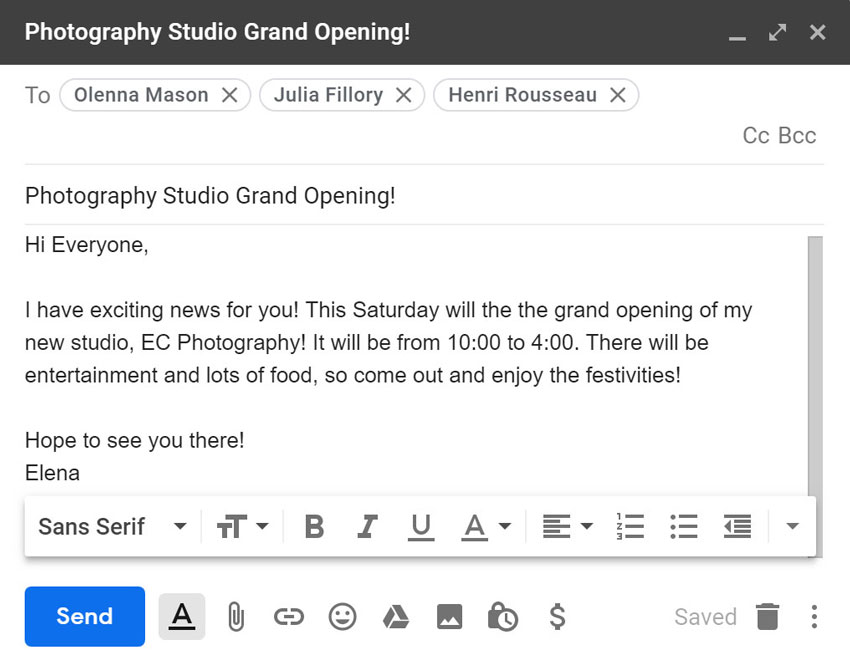 Photography Studio Grand Opening!
To Olenna Mason Julia Fillory Henri Rousseau
Cc Bcc
Photography Studio Grand Opening!
Hi Everyone,
I have exciting news for you! This Saturday will the the grand opening of my
new studio, EC Photography! It will be from 10:00 to 4:00. There will be
entertainment and lots of food, so come out and enjoy the festivities!
Hope to see you there!
Elena
Sans Serif
Send Saved